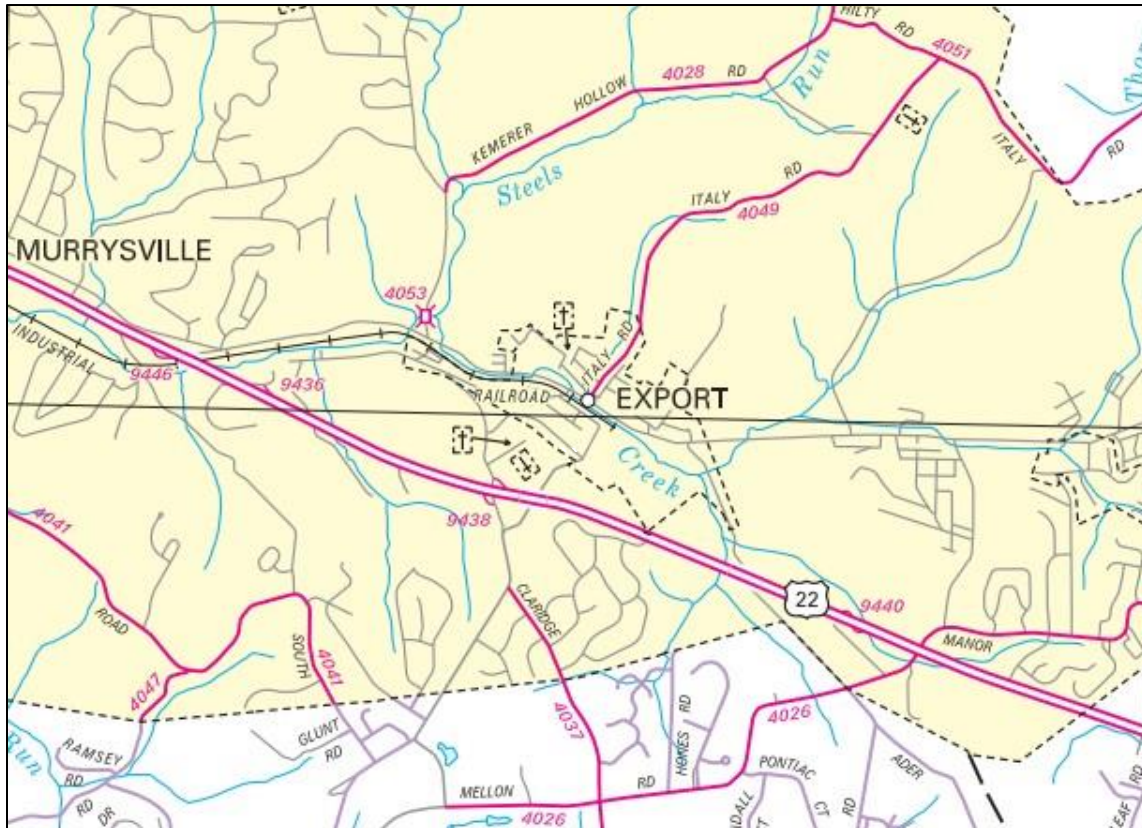 HILTY
RD
4051
4028
RD
Run
HOLLOW
KEMERER
Steels
ITALY
RD
RD
ITALY
4049
MURRYSVILLE
4053
ITALY RD
INDUSTRIAL
9446
9436
RAILROAD
EXPORT
Creek
9438
4041
22
9440
ROAD
CLARIDGE
MANOR
SOUTH
4041
4047
4037
4026
Run
RAMSEY
RD
GLUNT
RD
HONES RD
ADER
RD
MELLON
RD
PONTIAC
CT
RD
DR
4026